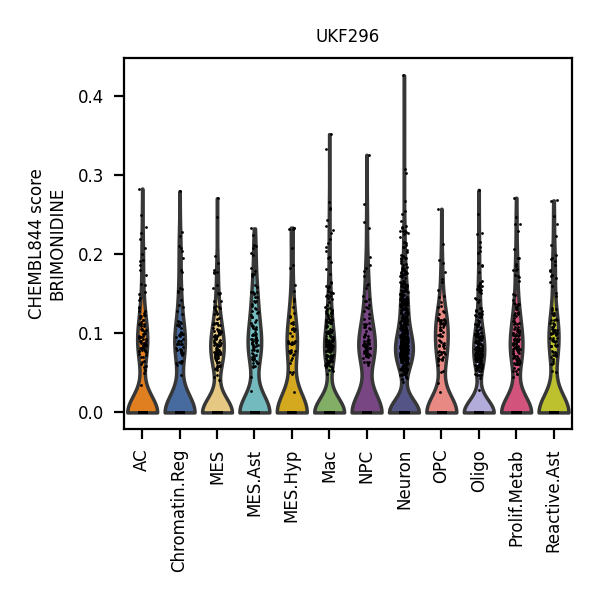 UKF296
CHEMBL844 score
BRIMONIDINE
0.4
0.3
0.2
0.1
0.0
AC
Chromatin.Reg
MES
MES.Ast
MES.Hyp
Mac
NPC
Neuron
OPC
Oligo
Prolif.Metab
Reactive.Ast